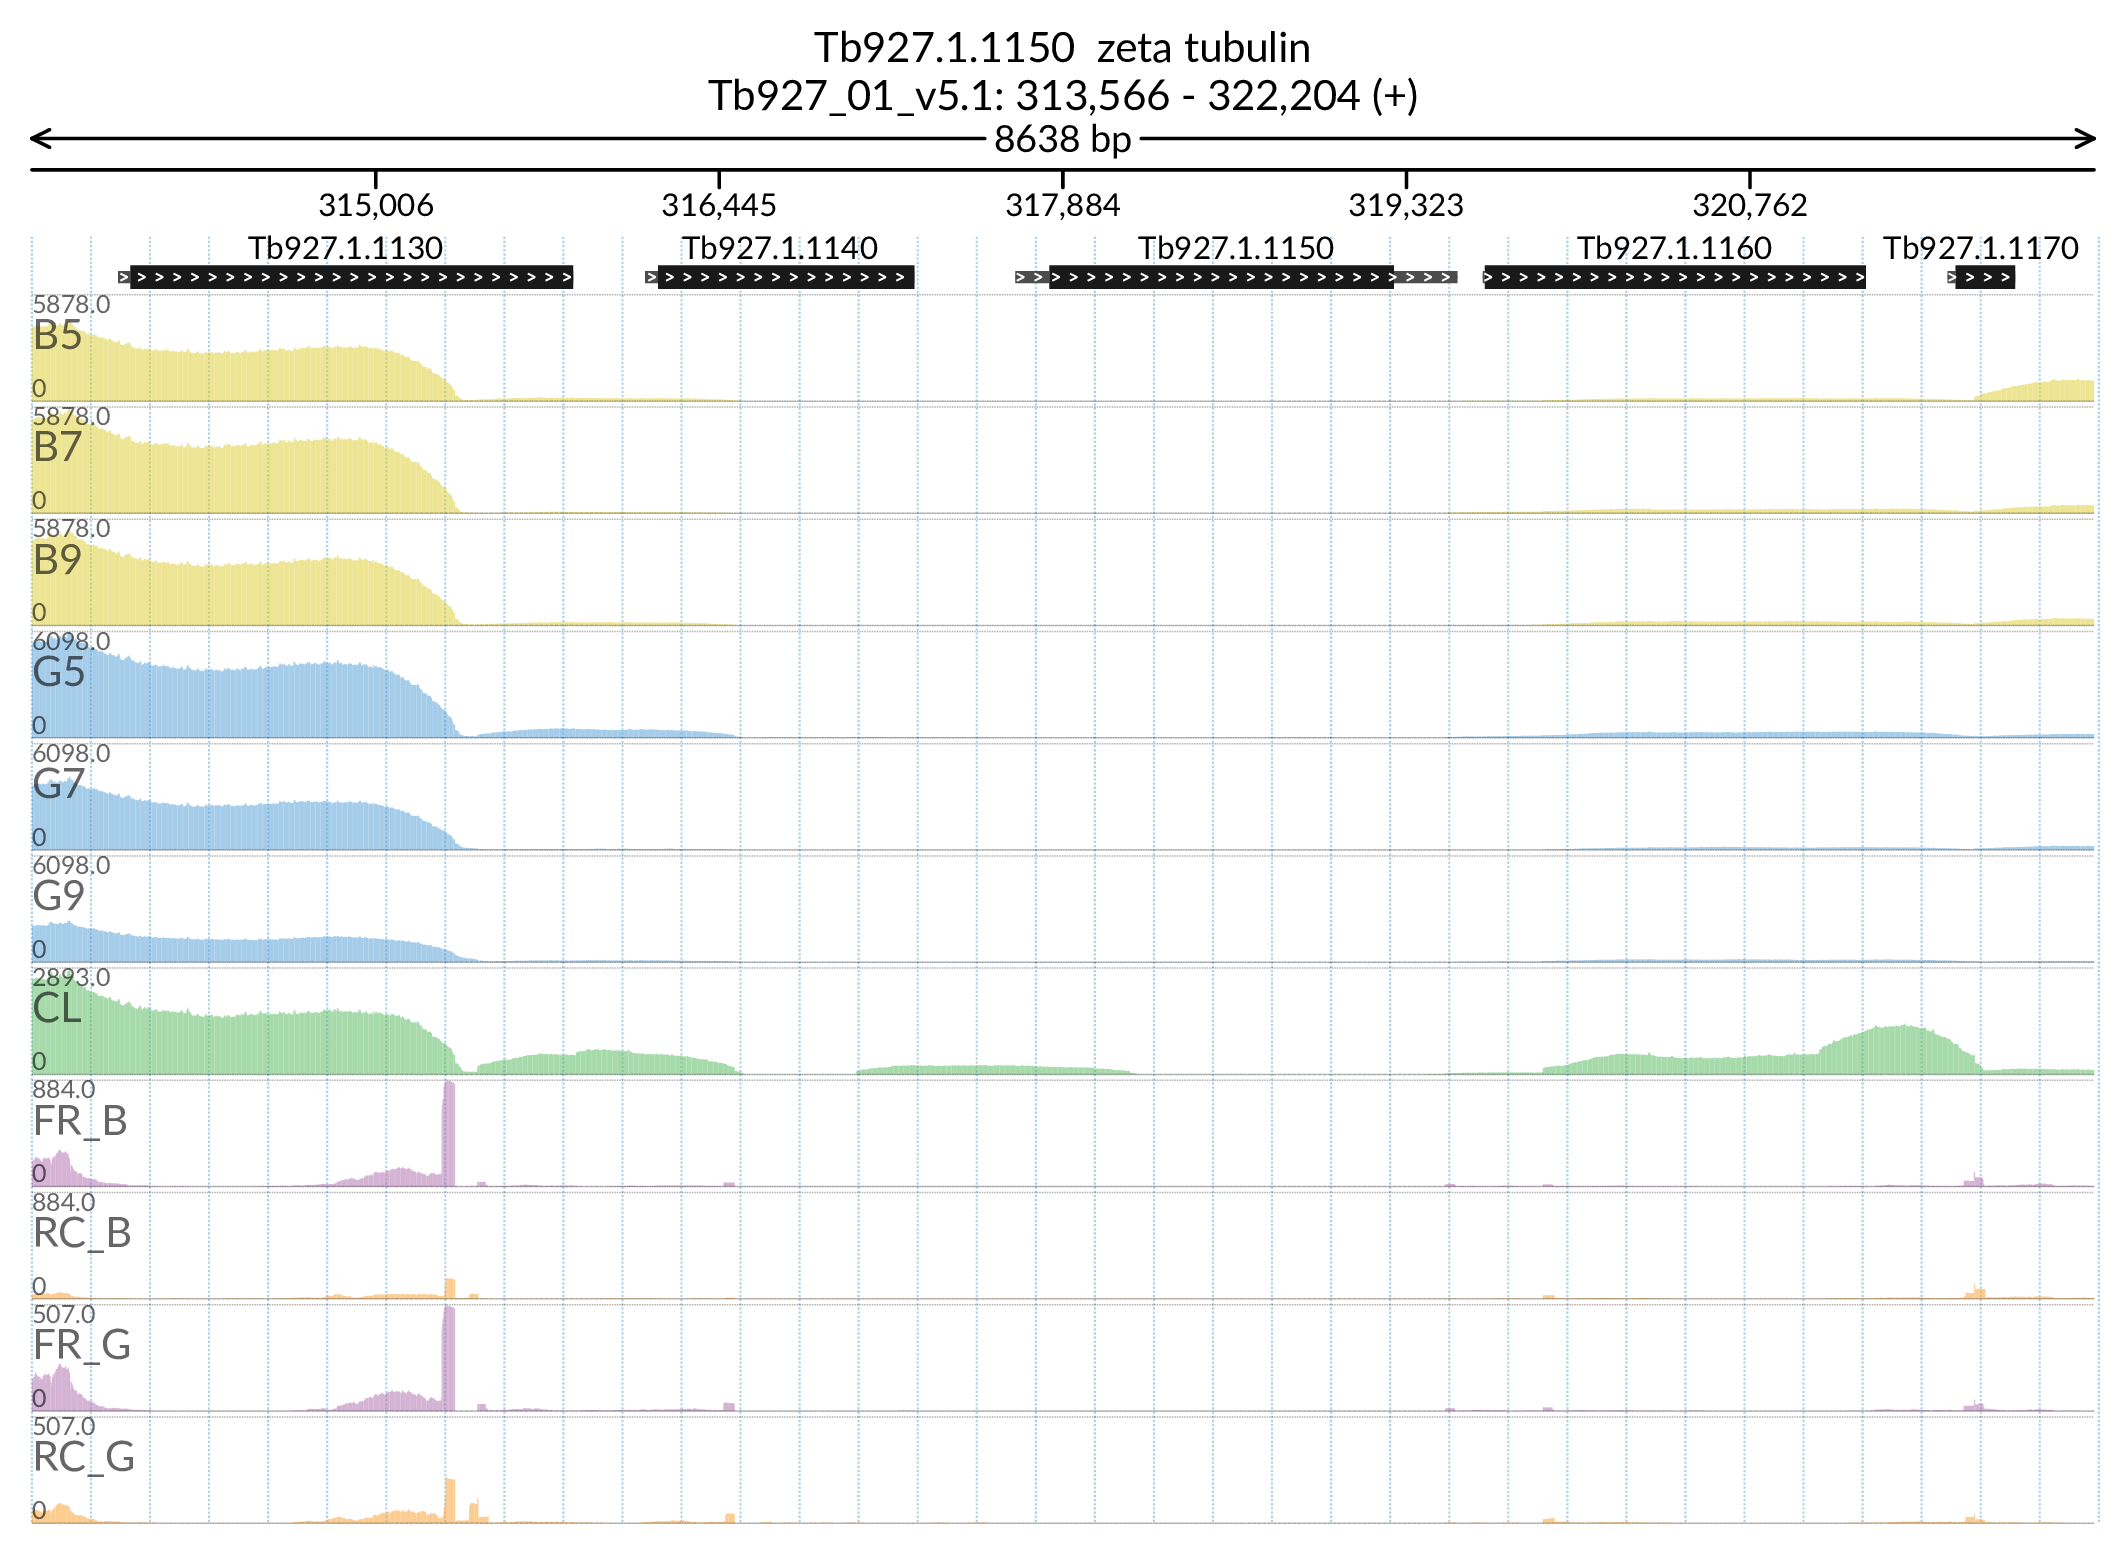 Tb927.1.1150  zeta tubulin
Tb927_01_v5.1: 313,566 - 322,204 (+)
8638 bp
315,006 316,445 317,884 319,323 320,762
Tb927.1.1130 Tb927.1.1140 Tb927.1.1150 Tb927.1.1160 Tb927.1.1170
5878.0
B5
0
5878.0
B7
0
5878.0
B9
0
6098.0
G5
0
6098.0
G7
0
6098.0
G9
0
2893.0
CL
0
884.0
FR_B
0
884.0
RC_B
0
507.0
FR_G
0
507.0
RC_G
0